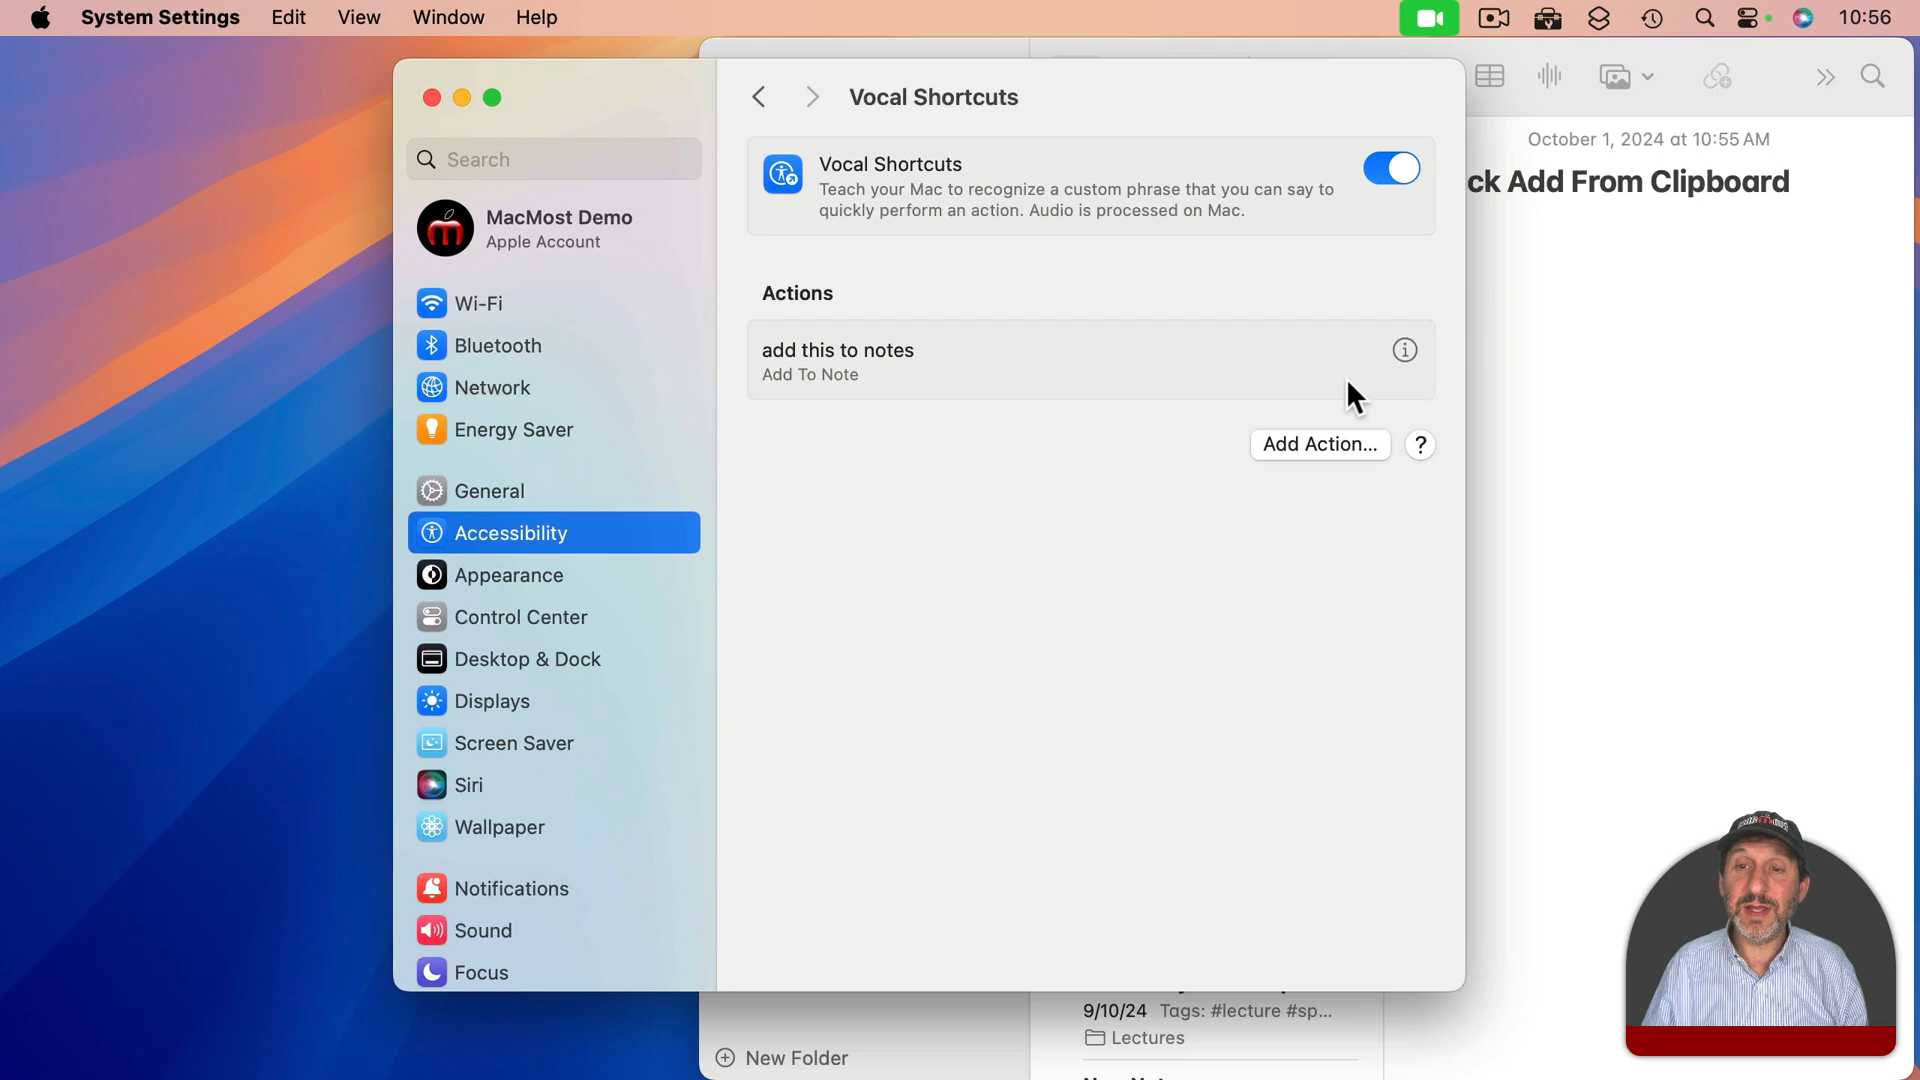 System Settings Edit View Window Help
10:56
October 1, 2024 at 10:55 AM
ck Add From Clipboard
Search
MacMost Demo
Apple Account
Wi-Fi
Bluetooth
Network
Energy Saver
General
Accessibility
Appearance
Control Center
Desktop & Dock
Displays
Screen Saver
Siri
Wallpaper
Notifications
Sound
Focus
Vocal Shortcuts
Vocal Shortcuts
Teach your Mac to recognize a custom phrase that you can say to
quickly perform an action. Audio is processed on Mac.
Actions
add this to notes
Add To Note
Add Action...
?
9/10/24 Tags: #lecture #sp...
Lectures
New Folder